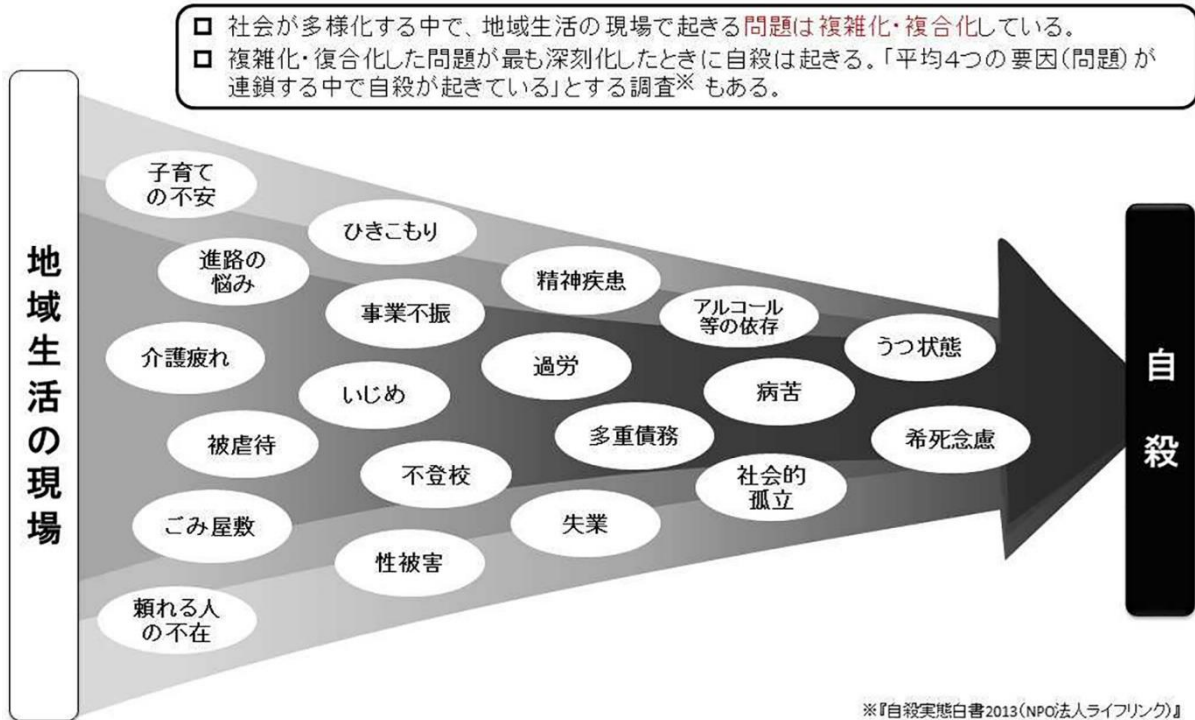 □ 社会が多様化する中で、地域生活の現場で起きる問題は複雑化・複合化している。
□ 複雑化・復合化した問題が最も深刻化したときに自殺は起きる。「平均4つの要因(問題)が
連鎖する中で自殺が起きている」とする調査※ もある。
地域生活の現場
子育て
の不安
進路の
悩み
介護疲れ
被虐待
ごみ屋敷
頼れる人
の不在
ひきこもり
事業不振
いじめ
不登校
性被害
精神疾患
過労
多重債務
失業
アルコール
等の依存
病苦
社会的
孤立
うつ状態
希死念慮
自殺
※『自殺実態白書2013(NPO法人ライフリンク)』